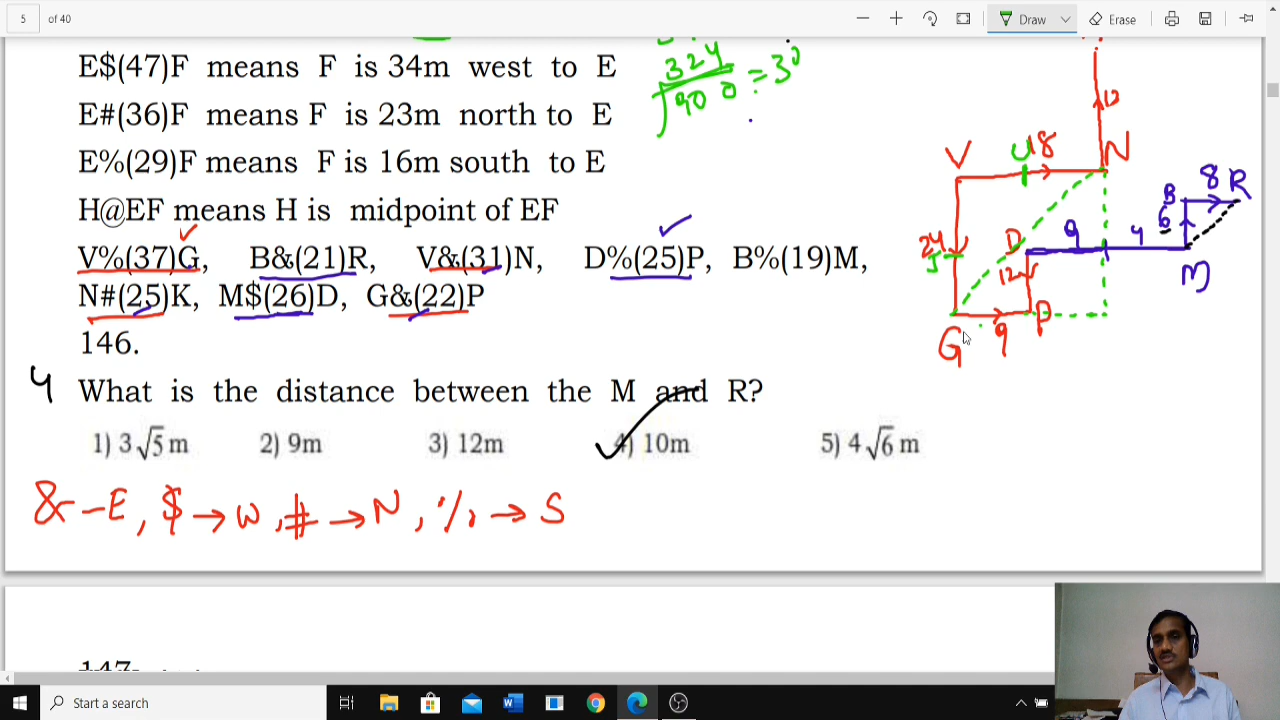 5 of 40
Draw
Erase
E$(47)F means F is 34m west to E
E#(36)F means F is 23m north to E
E%(29)F means F is 16m south to E
H@EF means H is midpoint of EF
V%(37)G, B&(21)R, V&(31)N, D%(25)P, B%(19)M,
N#(25)K, M$(26)D, G&(22)P
146.
4 What is the distance between the M and R?
1) 3√5 m 2) 9m 3) 12m 4) 10m 5) 4√6 m
& – E, $ → W, # → N, % → S
324
900 = 30
12
V U 18 N
8 R
B
6
24
J
D 9 4
12
M
G 9 P
147.
Start a search